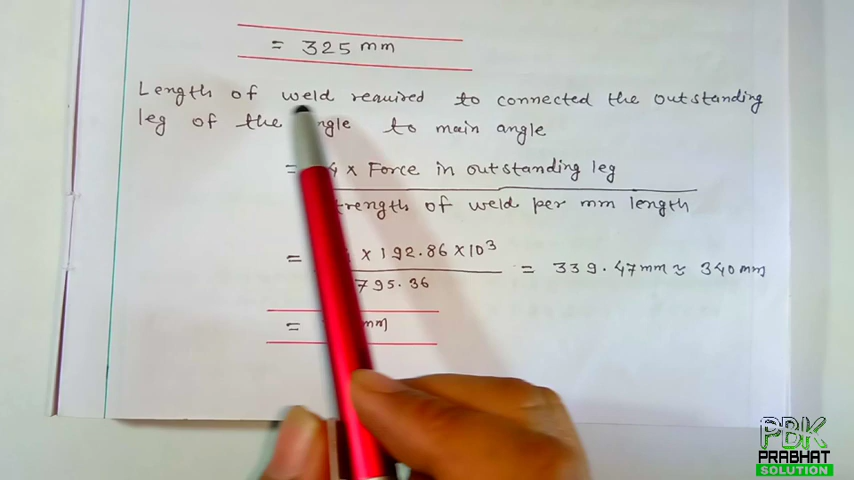 = 325 mm
Length of weld required to connected the outstanding
leg of the angle to main angle
= × Force in outstanding leg
strength of weld per mm length
= × 192.86 × 10³ = 339.47 mm ≈ 340 mm
795.36
= mm
PBK
PRABHAT
SOLUTION